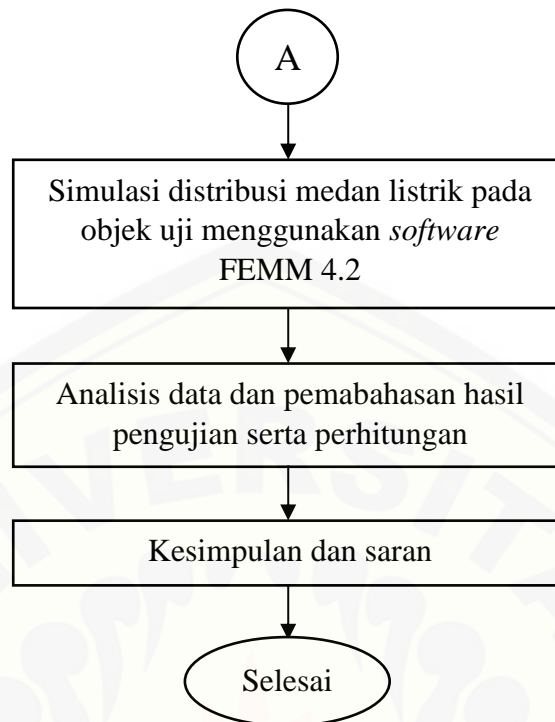 A
Simulasi distribusi medan listrik pada
objek uji menggunakan software
FEMM 4.2
Analisis data dan pemabahasan hasil
pengujian serta perhitungan
Kesimpulan dan saran
Selesai